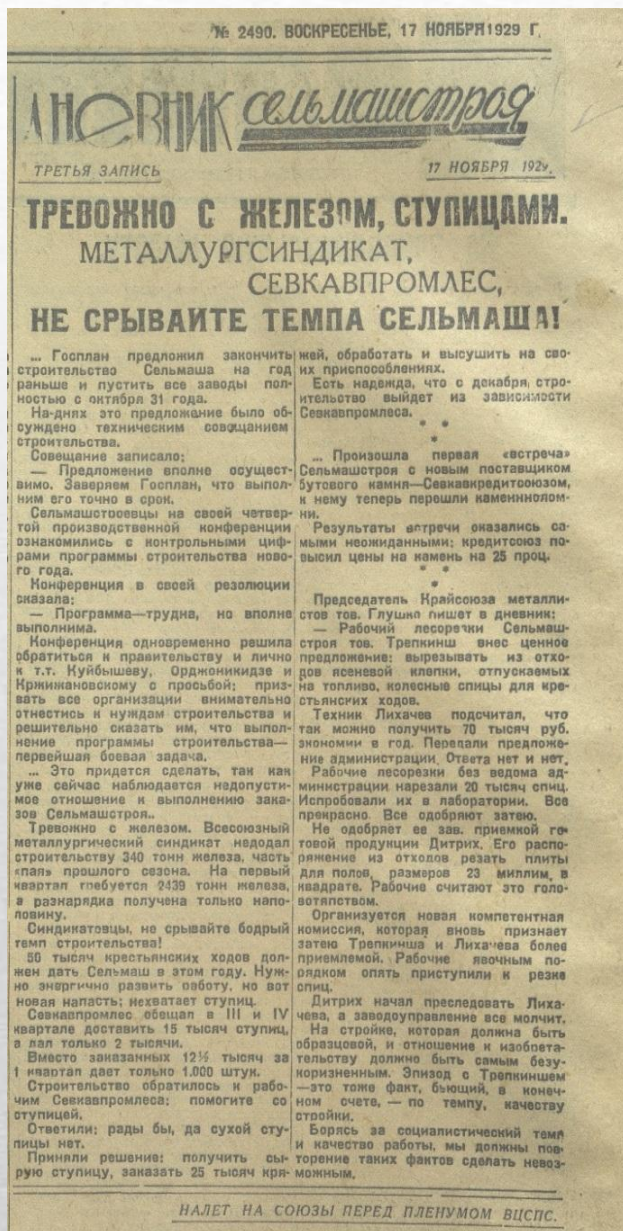 № 2490. ВОСКРЕСЕНЬЕ, 17 НОЯБРЯ 1929 Г.
ДНЕВНИК сельмашстроя
ТРЕТЬЯ ЗАПИСЬ
17 НОЯБРЯ 1929.
ТРЕВОЖНО С ЖЕЛЕЗОМ, СТУПИЦАМИ.
МЕТАЛЛУРГСИНДИКАТ,
СЕВКАВПРОМЛЕС,
НЕ СРЫВАЙТЕ ТЕМПА СЕЛЬМАША!
... Госплан предложил закончить
строительство Сельмаша на год
раньше и пустить все заводы пол-
ностью с октября 31 года.
На-днях это предложение было об-
суждено техническим совещанием
строительства.
Совещание записало:
— Предложение вполне осущест-
вимо. Заверяем Госплан, что выпол-
ним его точно в срок.
Сельмашстроевцы на своей четвер-
той производственной конференции
ознакомились с контрольными циф-
рами программы строительства ново-
го года.
Конференция в своей резолюции
сказала:
— Программа—трудна, но вполне
выполнима.
Конференция одновременно решила
обратиться к правительству и лично
к т.т. Куйбышеву, Орджоникидзе и
Кржижановскому с просьбой: приз-
вать все организации внимательно
отнестись к нуждам строительства и
решительно сказать им, что выпол-
нение программы строительства—
первейшая боевая задача.
... Это придется сделать, так как
уже сейчас наблюдается недопусти-
мое отношение к выполнению зака-
зов Сельмашстроя..
Тревожно с железом. Всесоюзный
металлургический синдикат недодал
строительству 340 тонн железа, часть
«пая» прошлого сезона. На первый
квартал требуется 2439 тонн железа,
а разнарядка получена только напо-
ловину.
Синдикатовцы, не срывайте бодрый
темп строительства!
50 тысяч крестьянских ходов дол-
жен дать Сельмаш в этом году. Нуж-
но энергично развить работу, но вот
новая напасть: нехватает ступиц.
Севкавпромлес обещал в III и IV
квартале доставить 15 тысяч ступиц,
а дал только 2 тысячи.
Вместо заказанных 12½ тысяч за
1 квартал дает только 1.000 штук.
Строительство обратилось к рабо-
чим Севкавпромлеса: помогите со
ступицей.
Ответили: рады бы, да сухой сту-
пицы нет.
Приняли решение: получить сы-
рую ступицу, заказать 25 тысяч кря-
жей, обработать и высушить на сво-
их приспособлениях.
Есть надежда, что с декабря, стро-
ительство выйдет из зависимости
Севкавпромлеса.
* * *
... Произошла первая «встреча»
Сельмашстроя с новым поставщиком
бутового камня—Севкавкредитсоюзом,
к нему теперь перешли каменнолом-
ни.
Результаты встречи оказались са-
мыми неожиданными: кредитсоюз по-
высил цены на камень на 25 проц.
* * *
Председатель Крайсоюза металли-
стов тов. Глушко пишет в дневник:
— Рабочий лесорезки Сельмаш-
строя тов. Трепкинш внес ценное
предложение: вырезывать из отхо-
дов ясеневой клепки, отпускаемых
на топливо, колесные спицы для кре-
стьянских ходов.
Техник Лихачев подсчитал, что
так можно получить 70 тысяч руб.
экономии в год. Передали предложе-
ние администрации. Ответа нет и нет.
Рабочие лесорезки без ведома ад-
министрации нарезали 20 тысяч спиц.
Испробовали их в лаборатории. Все
прекрасно. Все одобряют затею.
Не одобряет ее зав. приемкой го-
товой продукции Дитрих. Его распо-
ряжение из отходов резать плиты
для полов, размеров 23 миллим. в
квадрате. Рабочие считают это голо-
вотяпством.
Организуется новая компетентная
комиссия, которая вновь признает
затею Трепкинша и Лихачева более
приемлемой. Рабочие явочным по-
рядком опять приступили к резке
спиц.
Дитрих начал преследовать Лиха-
чева, а заводоуправление все молчит.
На стройке, которая должна быть
образцовой, и отношение к изобрета-
тельству должно быть самым безу-
коризненным. Эпизод с Трепкиншем
—это тоже факт, бьющий, в конеч-
ном счете, — по темпу, качеству
стройки.
Борясь за социалистический темп
и качество работы, мы должны пов-
торение таких фактов сделать невоз-
можным.
НАЛЕТ НА СОЮЗЫ ПЕРЕД ПЛЕНУМОМ ВЦСПС.